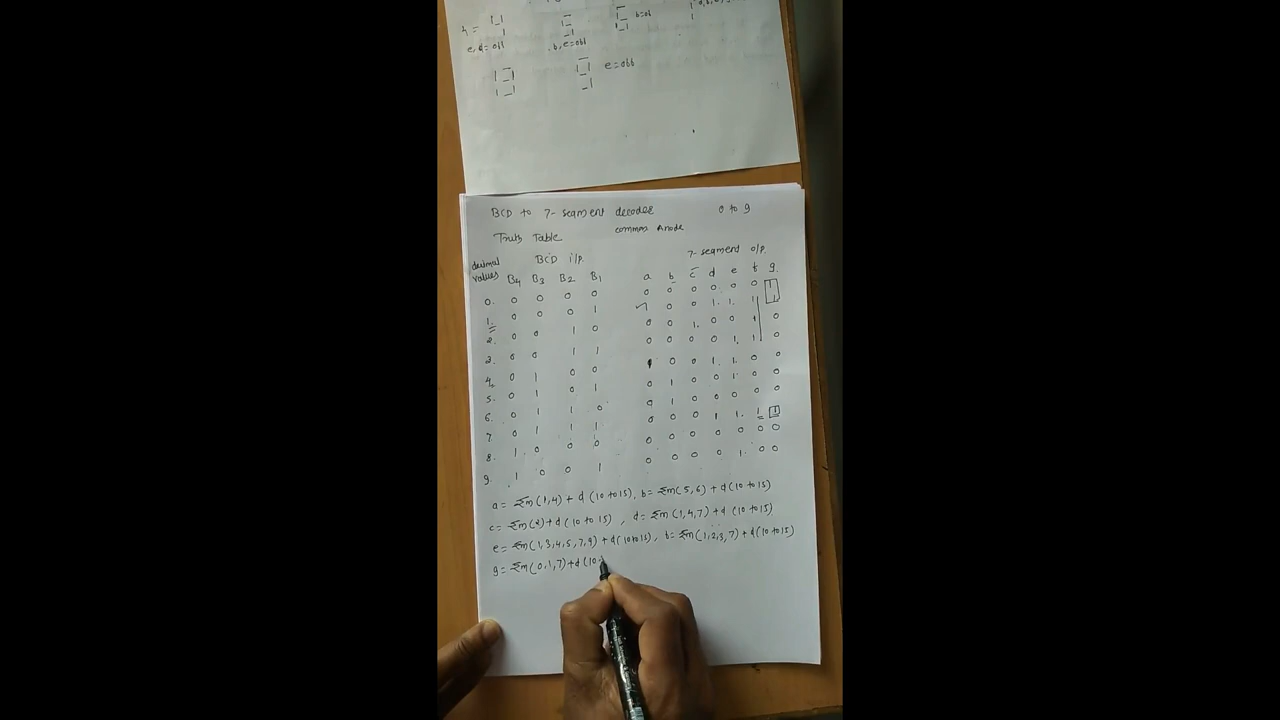 e, d = off
b, e = off
b = off
e = off
BCD to 7- segment decoder 0 to 9
Truth Table common Anode
decimal values BCD i/p. 7-segment o/p.
B4 B3 B2 B1 a b c d e f g.
0. 0 0 0 0 0 0 0 0 0 0 1
1. 0 0 0 1 1 0 0 1. 1. 1 1
2. 0 0 1 0 0 0 1. 0 0 1 0
3. 0 0 1 1 0 0 0 0 1. 1 0
4. 0 1 0 0 1 0 0 1. 1. 0 0
5. 0 1 0 1 0 1 0 0 1. 0 0
6. 0 1 1 0 0 1 0 0 0 0 0
7 0 1 1 1 0 0 0 1 1. 1 1
8. 1 0 0 0 0 0 0 0 0 0 0
9. 1 0 0 1 0 0 0 0 1. 0 0
a = Σm(1,4) + d (10 to 15), b = Σm(5,6) + d(10 to 15)
c = Σm(2) + d (10 to 15) , d = Σm(1,4,7) + d (10 to 15)
e = Σm(1,3,4,5,7,9) + d(10 to 15), f = Σm(1,2,3,7) + d(10 to 15)
g = Σm(0,1,7) + d (10